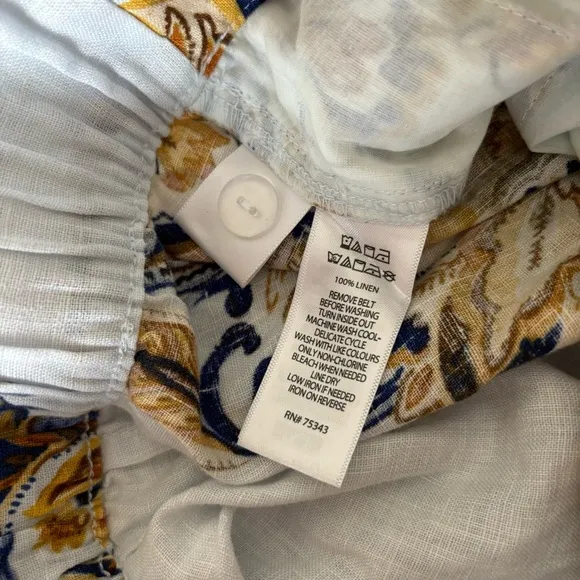 100% LINEN
REMOVE BELT
BEFORE WASHING
TURN INSIDE OUT
MACHINE WASH COOL-
DELICATE CYCLE
WASH WITH LIKE COLOURS
ONLY NON-CHLORINE
BLEACH WHEN NEEDED
LINE DRY
LOW IRON IF NEEDED
IRON ON REVERSE
RN# 75343